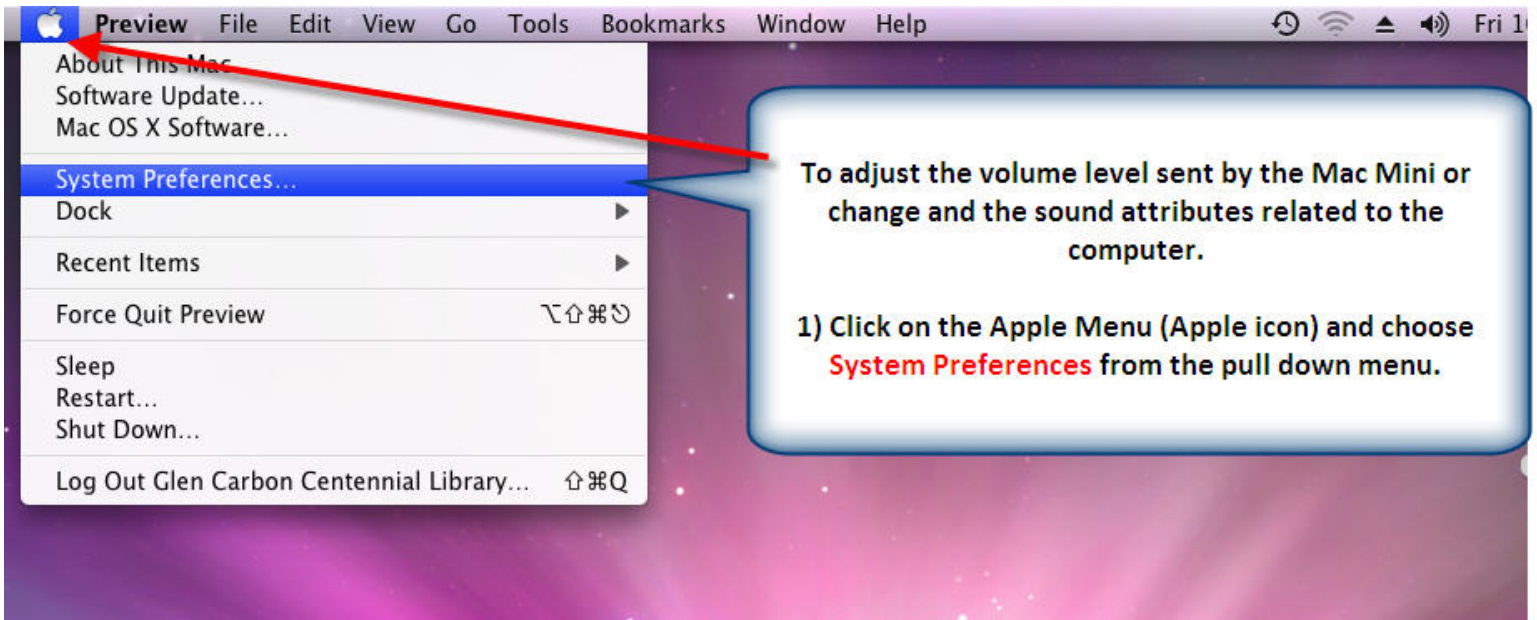 Preview File Edit View Go Tools Bookmarks Window Help Fri 1
About This Mac
Software Update...
Mac OS X Software...
System Preferences...
Dock
Recent Items
Force Quit Preview ⌥⇧⌘⎋
Sleep
Restart...
Shut Down...
Log Out Glen Carbon Centennial Library... ⇧⌘Q
To adjust the volume level sent by the Mac Mini or
change and the sound attributes related to the
computer.
1) Click on the Apple Menu (Apple icon) and choose
System Preferences from the pull down menu.